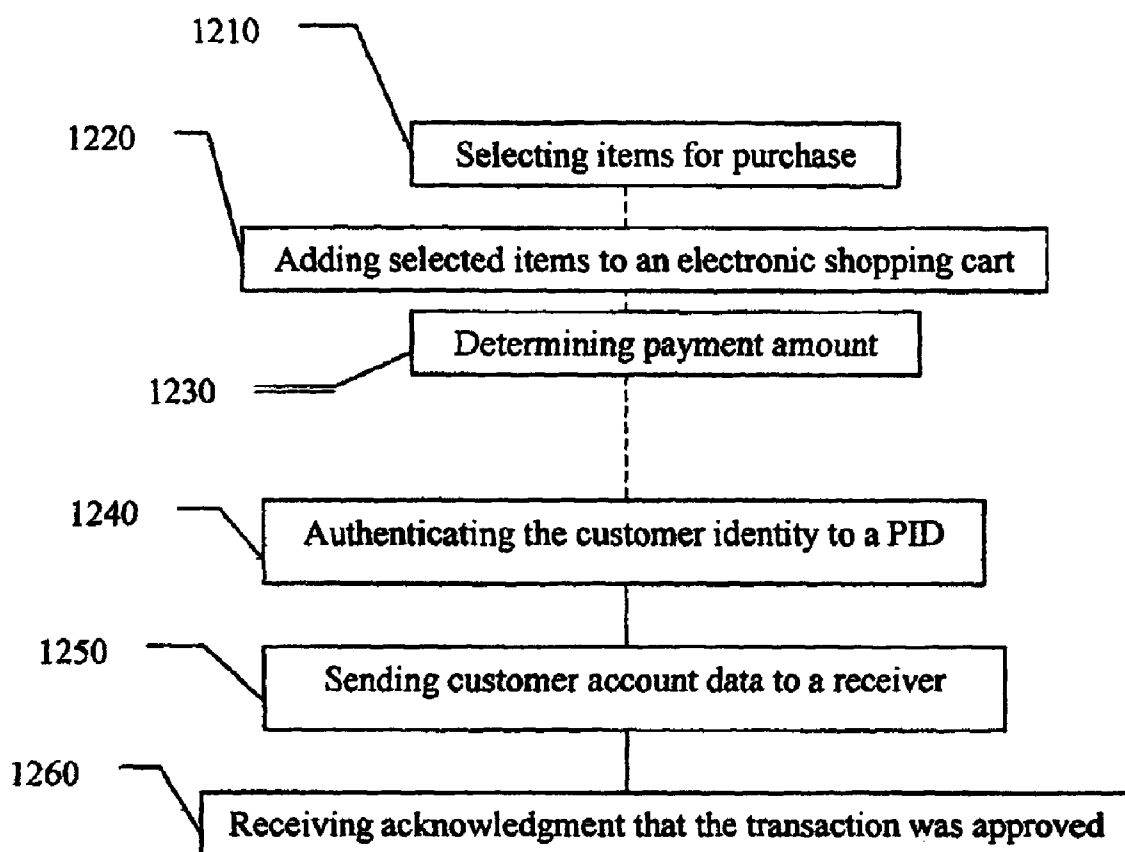 1210
Selecting items for purchase
1220
Adding selected items to an electronic shopping cart
Determining payment amount
1230
1240
Authenticating the customer identity to a PID
1250
Sending customer account data to a receiver
1260
Receiving acknowledgment that the transaction was approved